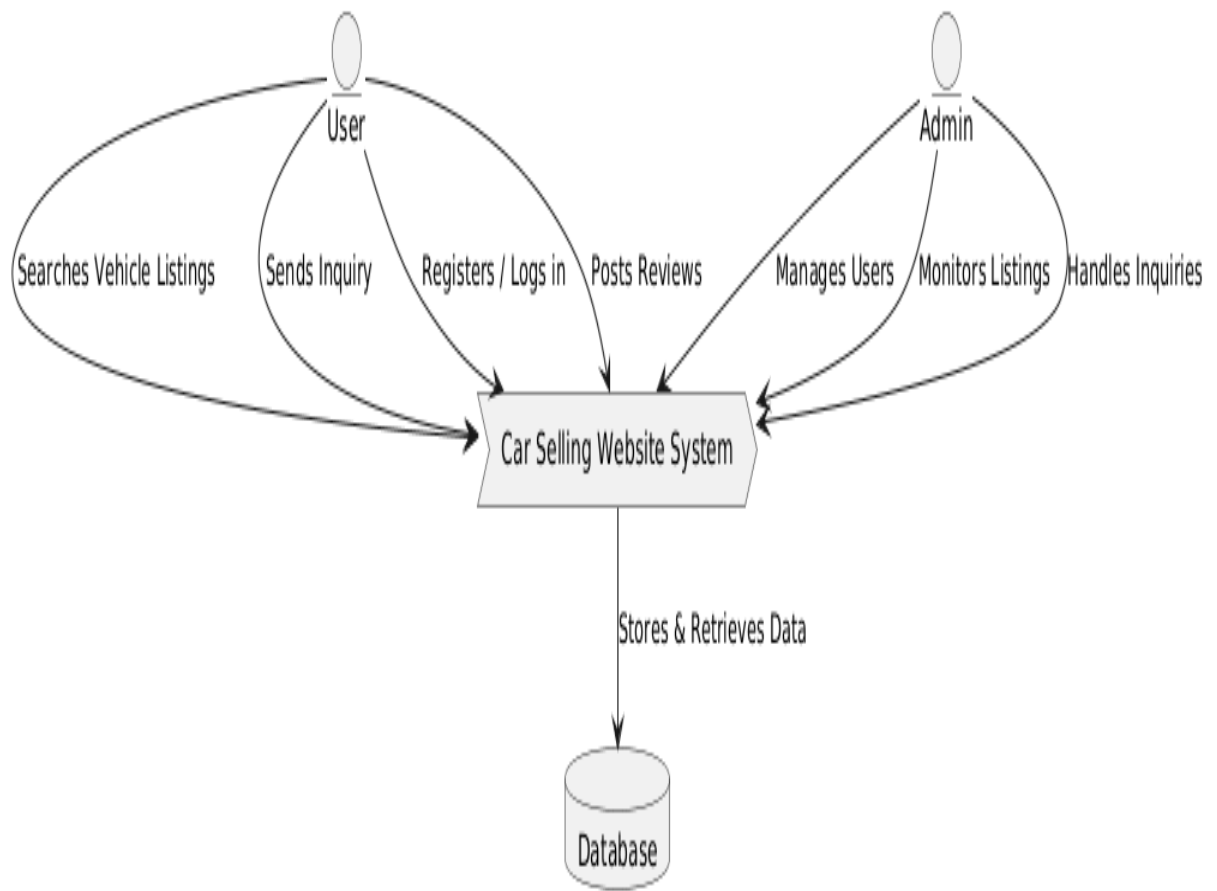 User
Admin
Searches Vehicle Listings
Sends Inquiry
Registers / Logs in
Posts Reviews
Manages Users
Monitors Listings
Handles Inquiries
Car Selling Website System
Stores & Retrieves Data
Database